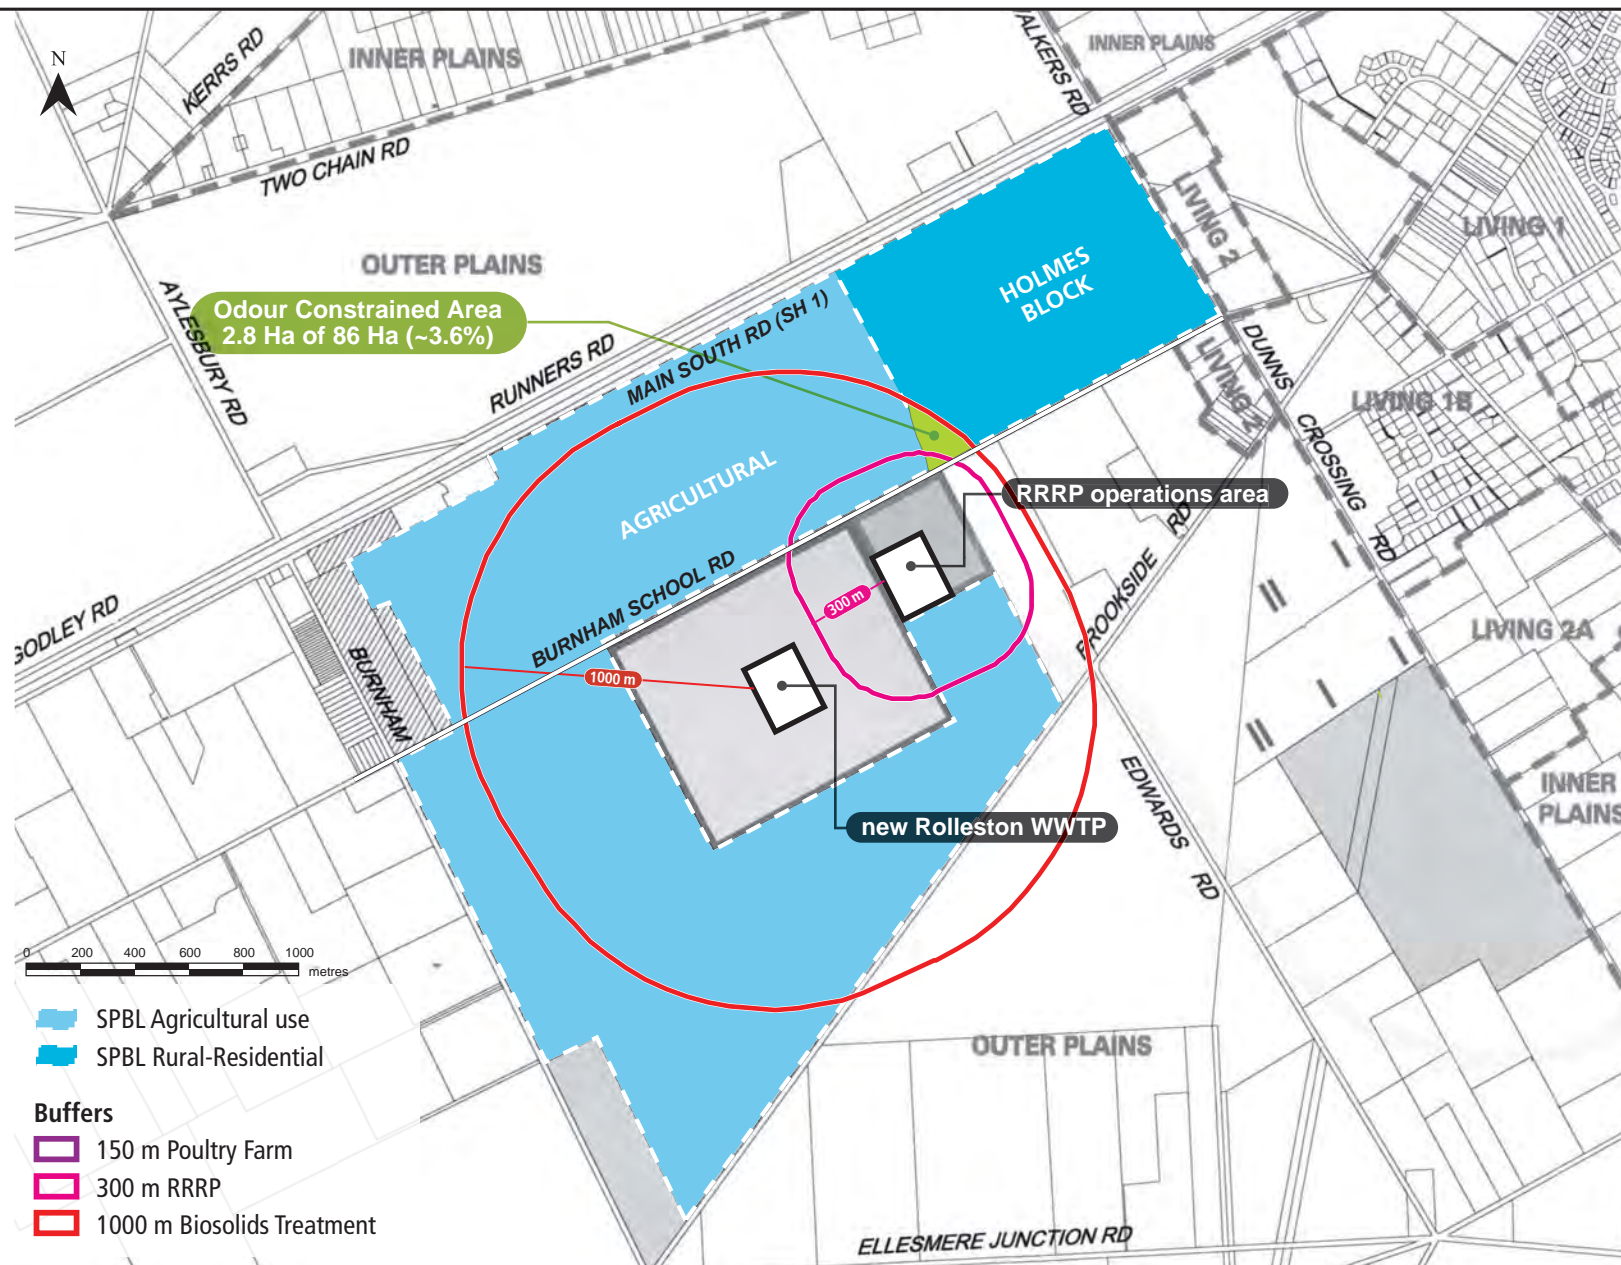 N
KERRS RD
INNER PLAINS
TWO CHAIN RD
ALKERS RD
INNER PLAINS
OUTER PLAINS
AYLESBURY RD
Odour Constrained Area
2.8 Ha of 86 Ha (~3.6%)
RUNNERS RD
MAIN SOUTH RD (SH 1)
HOLMES
BLOCK
LIVING 2
LIVING 1
LIVING 2
DUNNS
CROSSING
RD
LIVING 1B
AGRICULTURAL
RRRP operations area
BURNHAM SCHOOL RD
300 m
1000 m
GODLEY RD
BURNHAM
BROOKSIDE
RD
LIVING 2A
new Rolleston WWTP
EDWARDS
RD
INNER
PLAINS
0 200 400 600 800 1000
metres
SPBL Agricultural use
SPBL Rural-Residential
Buffers
150 m Poultry Farm
300 m RRRP
1000 m Biosolids Treatment
OUTER PLAINS
ELLESMERE JUNCTION RD